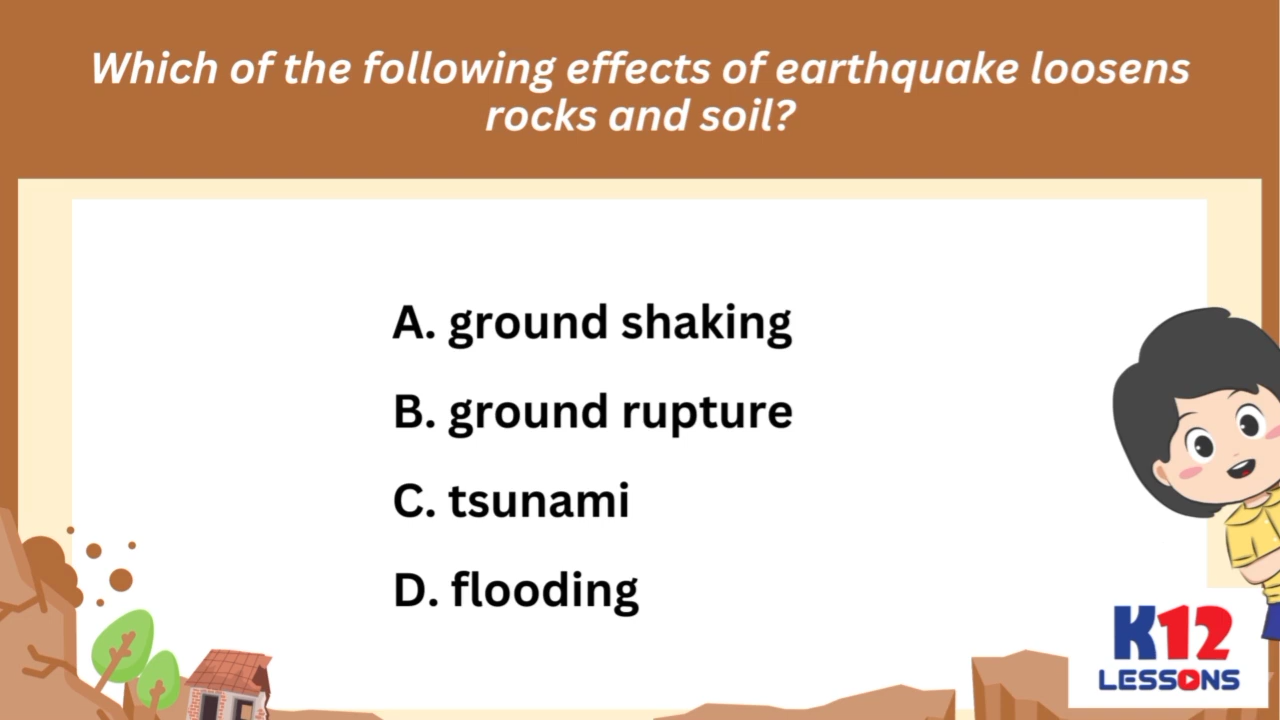 Which of the following effects of earthquake loosens
rocks and soil?
A. ground shaking
B. ground rupture
C. tsunami
D. flooding
K12
LESSONS